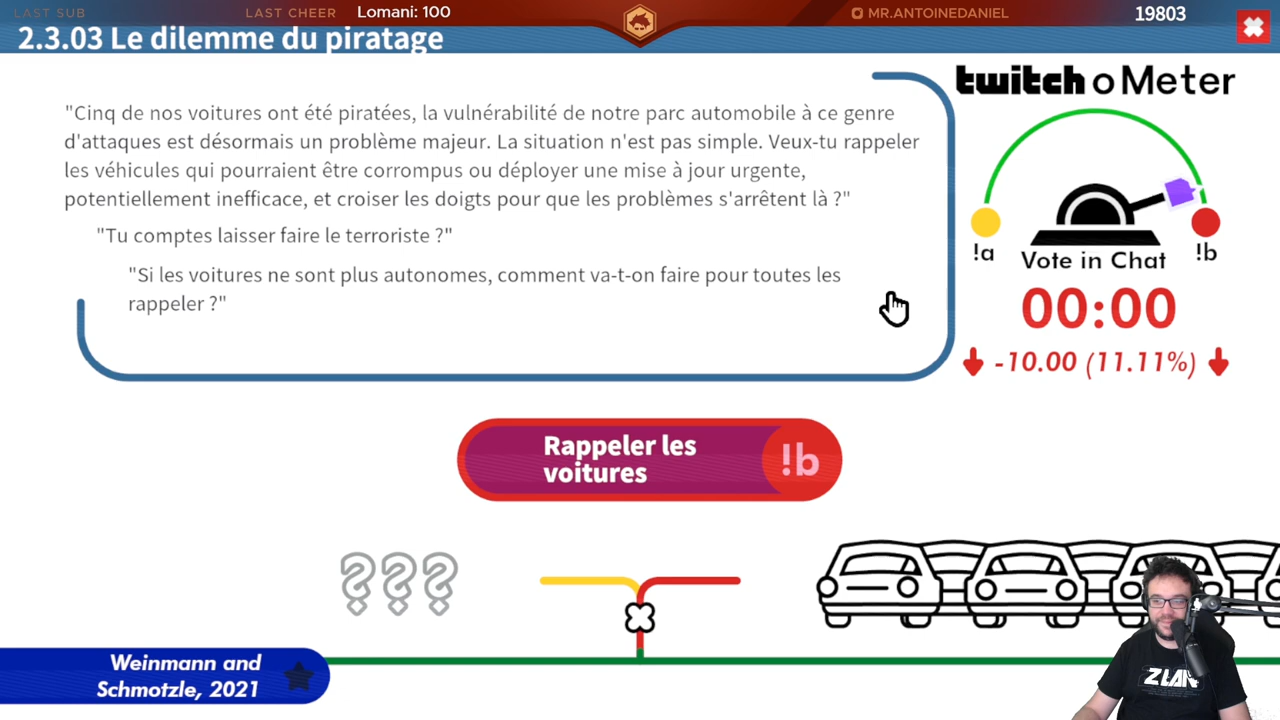 LAST SUB
LAST CHEER Lomani: 100
MR.ANTOINEDANIEL
19803
2.3.03 Le dilemme du piratage
"Cinq de nos voitures ont été piratées, la vulnérabilité de notre parc automobile à ce genre
d'attaques est désormais un problème majeur. La situation n'est pas simple. Veux-tu rappeler
les véhicules qui pourraient être corrompus ou déployer une mise à jour urgente,
potentiellement inefficace, et croiser les doigts pour que les problèmes s'arrêtent là ?"
"Tu comptes laisser faire le terroriste ?"
"Si les voitures ne sont plus autonomes, comment va-t-on faire pour toutes les
rappeler ?"
twitch o Meter
!a
Vote in Chat
!b
00:00
-10.00 (11.11%)
Rappeler les
voitures
!b
???
Weinmann and
Schmotzle, 2021
ZLAN